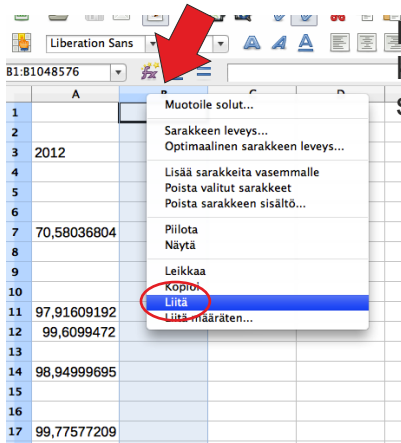 Liberation Sans
B1:B1048576
A B C D
1
2
3 2012
4
5
6
7 70,58036804
8
9
10
11 97,91609192
12 99,6099472
13
14 98,94999695
15
16
17 99,77577209
Muotoile solut...
Sarakkeen leveys...
Optimaalinen sarakkeen leveys...
Lisää sarakkeita vasemmalle
Poista valitut sarakkeet
Poista sarakkeen sisältö...
Piilota
Näytä
Leikkaa
Kopioi
Liitä
Liitä määräten...